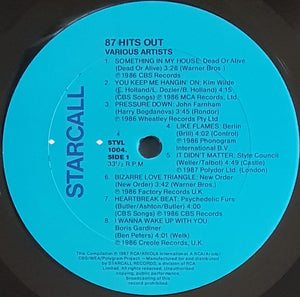 87 HITS OUT
VARIOUS ARTISTS
1. SOMETHING IN MY HOUSE: Dead Or Alive
(Dead Or Alive) 3:26 (Warner Bros.)
℗1986 CBS Records
2. YOU KEEP ME HANGIN' ON: Kim Wilde
(E. Holland/L. Dozier/B. Holland) 4:15
(CBS Songs) ℗1986 MCA Records, Ltd.
3. PRESSURE DOWN: John Farnham
(Harry Bogdanovs) 3:45 (Rondor)
℗1986 Wheatley Records Pty Ltd
4. LIKE FLAMES: Berlin
(Brill) 4:02 (Control)
℗1986 Phonogram
International B.V.
5. IT DIDN'T MATTER: Style Council
(Weller/Talbot) 4:49 (Castle)
℗1987 Polydor Ltd. (London)
STVL
1004.
SIDE 1
33⅓ R.P.M
6. BIZARRE LOVE TRIANGLE: New Order
(New Order) 3:42 (Warner Bros.)
℗1986 Factory Records U.K.
7. HEARTBREAK BEAT: Psychedelic Furs
(Butler/Ashton/Butler) 4:00
(CBS Songs) ℗1986 CBS Records
8. I WANNA WAKE UP WITH YOU
Boris Gardiner
(Ben Peters) 4:01 (Welk)
℗1986 Creole Records, U.K.
STARCALL